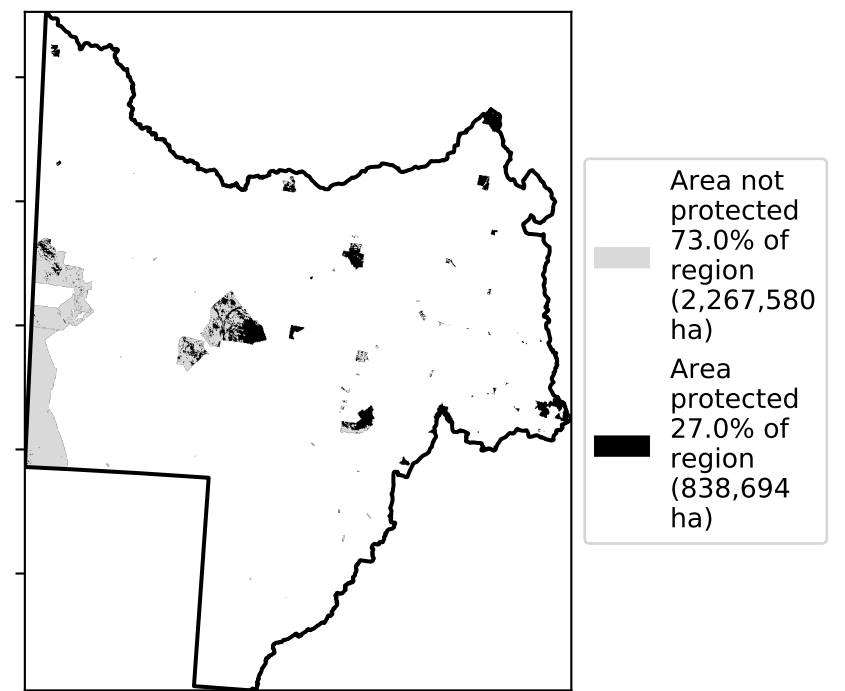 Area not
protected
73.0% of
region
(2,267,580
ha)
Area
protected
27.0% of
region
(838,694
ha)